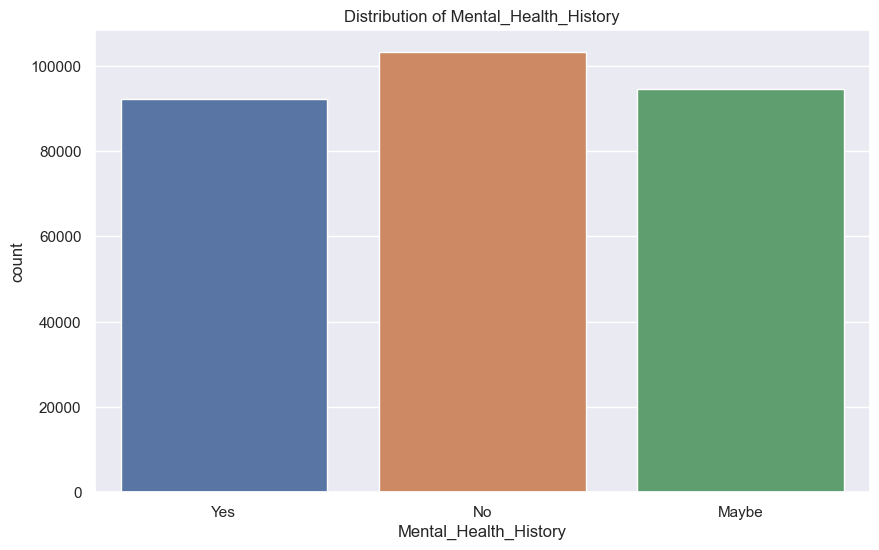 Distribution of Mental_Health_History
100000
80000
60000
40000
20000
0
count
Yes
No
Maybe
Mental_Health_History